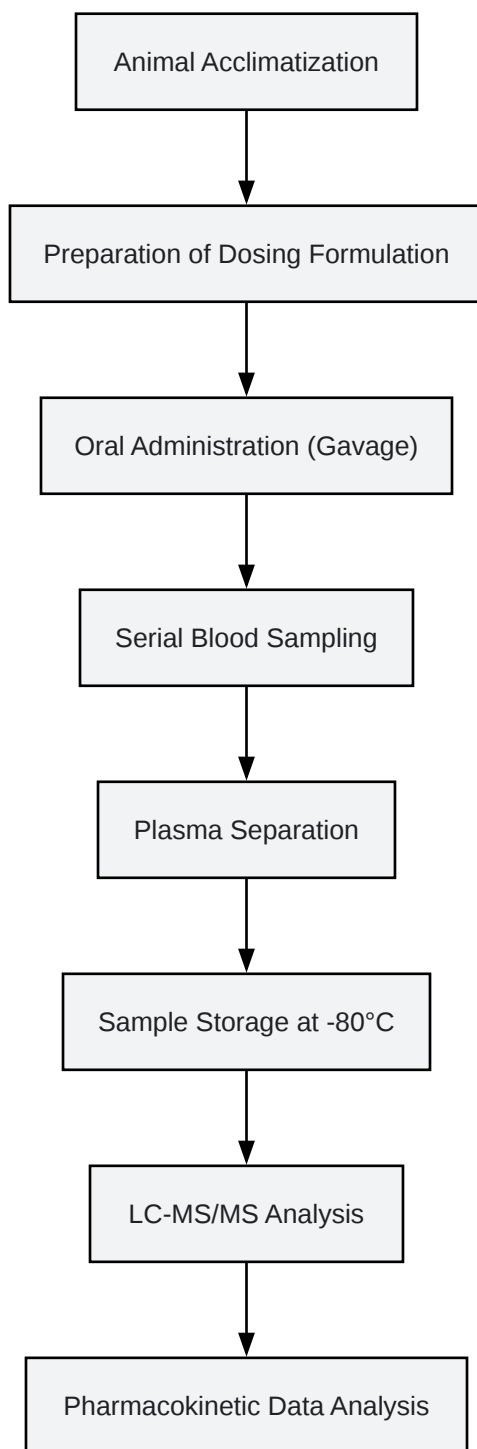 Animal Acclimatization
Preparation of Dosing Formulation
Oral Administration (Gavage)
Serial Blood Sampling
Plasma Separation
Sample Storage at -80°C
LC-MS/MS Analysis
Pharmacokinetic Data Analysis